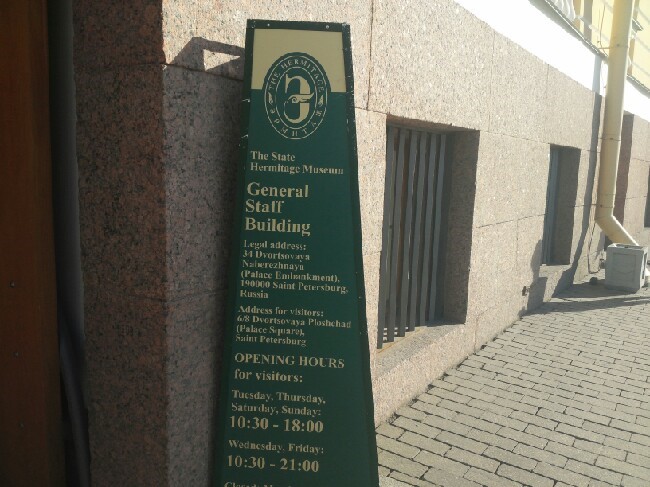 THE HERMITAGE
Э
ЭРМИТАЖ
The State
Hermitage Museum
General
Staff
Building
Legal address:
34 Dvortsovaya
Naberezhnaya
(Palace Embankment),
190000 Saint Petersburg,
Russia
Address for visitors:
6/8 Dvortsovaya Ploshchad
(Palace Square),
Saint Petersburg
OPENING HOURS
for visitors:
Tuesday, Thursday,
Saturday, Sunday:
10:30 - 18:00
Wednesday, Friday:
10:30 - 21:00